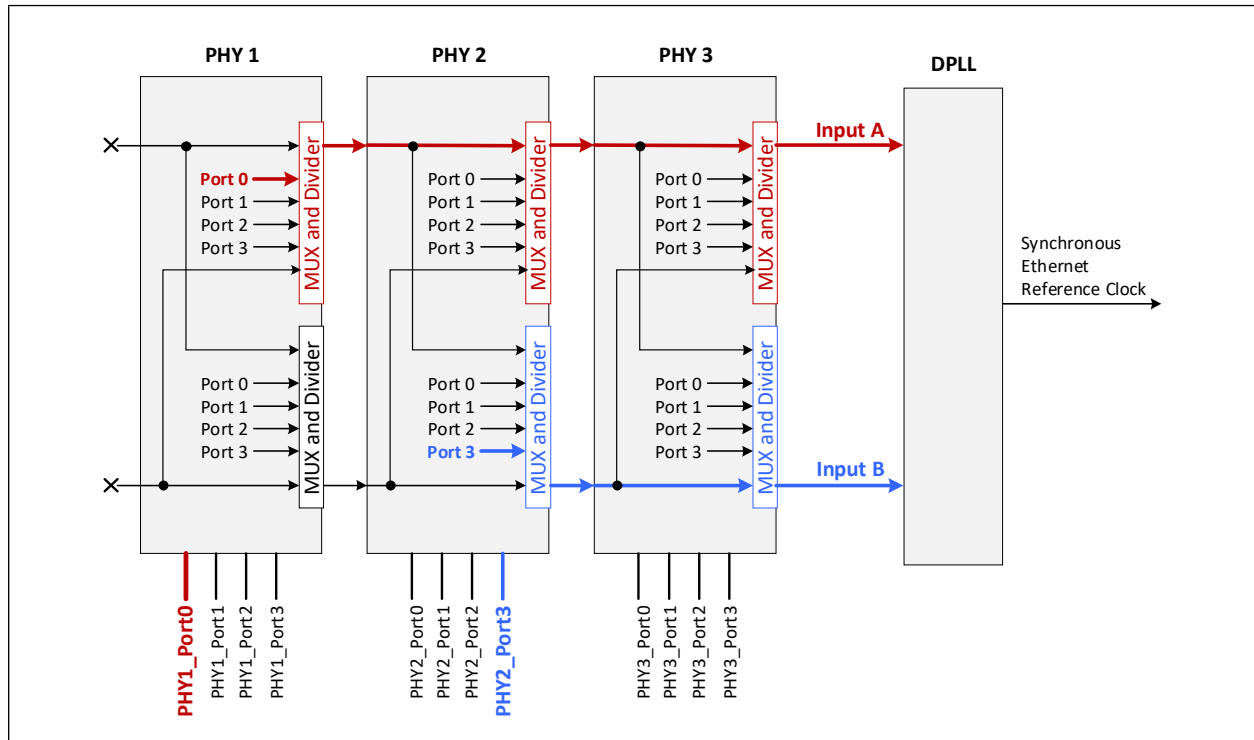 PHY 1
PHY 2
PHY 3
DPLL
Port 0
Port 1
Port 2
Port 3
MUX and Divider
Port 0
Port 1
Port 2
Port 3
MUX and Divider
Port 0
Port 1
Port 2
Port 3
MUX and Divider
Input A
Port 0
Port 1
Port 2
Port 3
MUX and Divider
Port 0
Port 1
Port 2
Port 3
MUX and Divider
Port 0
Port 1
Port 2
Port 3
MUX and Divider
Input B
Synchronous
Ethernet
Reference Clock
PHY1_Port0
PHY1_Port1
PHY1_Port2
PHY1_Port3
PHY2_Port0
PHY2_Port1
PHY2_Port2
PHY2_Port3
PHY3_Port0
PHY3_Port1
PHY3_Port2
PHY3_Port3